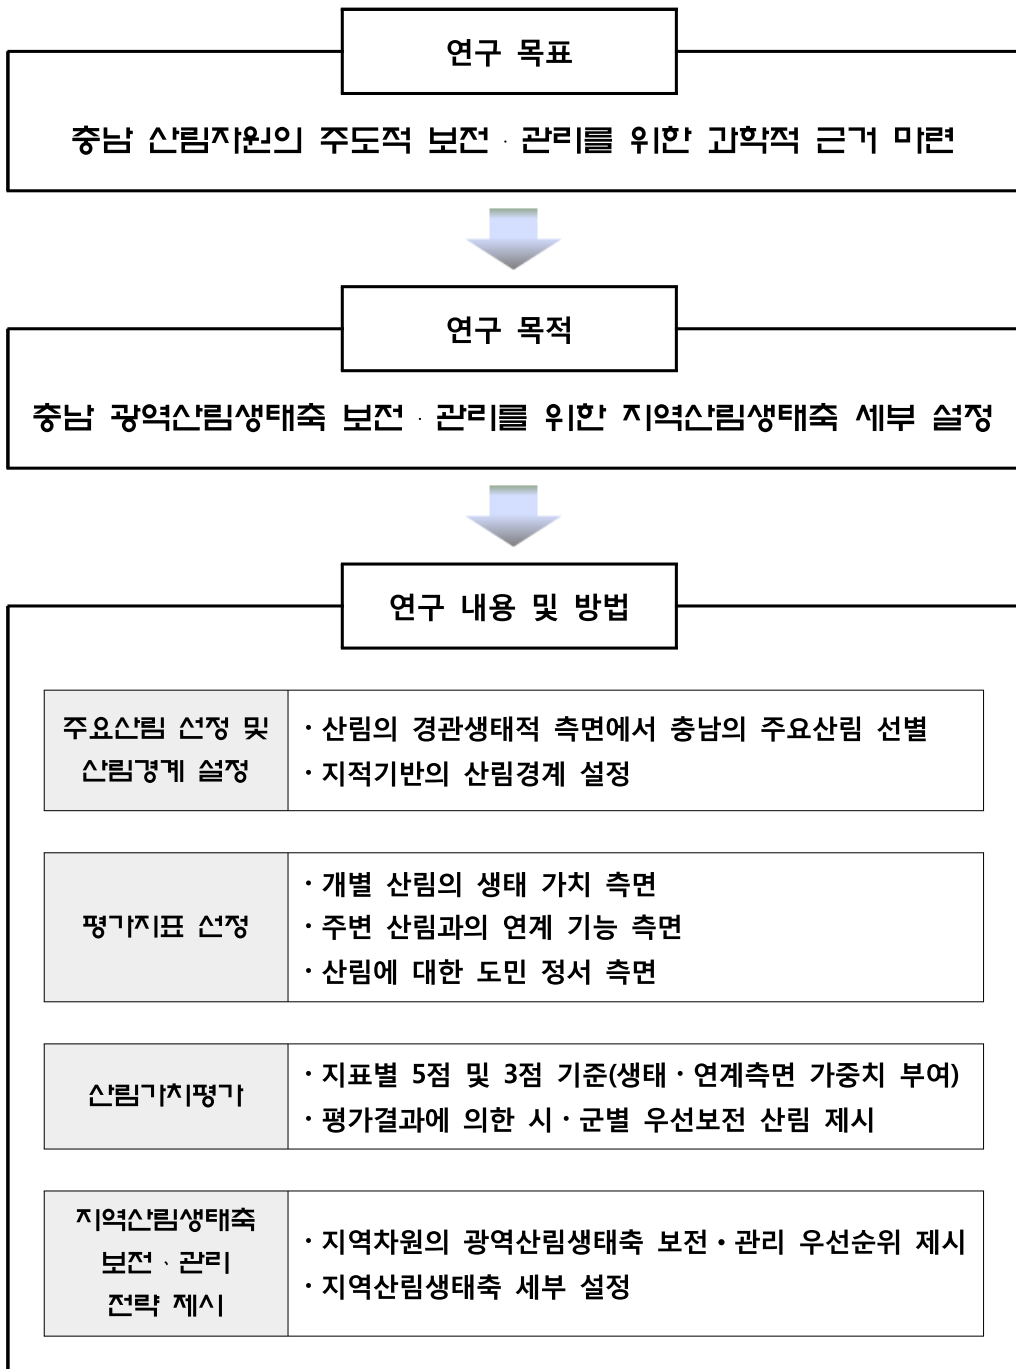 연구 목표
충남 산림자원의 주도적 보전 · 관리를 위한 과학적 근거 마련
연구 목적
충남 광역산림생태축 보전 · 관리를 위한 지역산림생태축 세부 설정
연구 내용 및 방법
주요산림 선정 및
산림경계 설정
· 산림의 경관생태적 측면에서 충남의 주요산림 선별
· 지적기반의 산림경계 설정
평가지표 선정
· 개별 산림의 생태 가치 측면
· 주변 산림과의 연계 기능 측면
· 산림에 대한 도민 정서 측면
산림가치평가
· 지표별 5점 및 3점 기준(생태 · 연계측면 가중치 부여)
· 평가결과에 의한 시 · 군별 우선보전 산림 제시
지역산림생태축
보전 · 관리
전략 제시
· 지역차원의 광역산림생태축 보전 • 관리 우선순위 제시
· 지역산림생태축 세부 설정